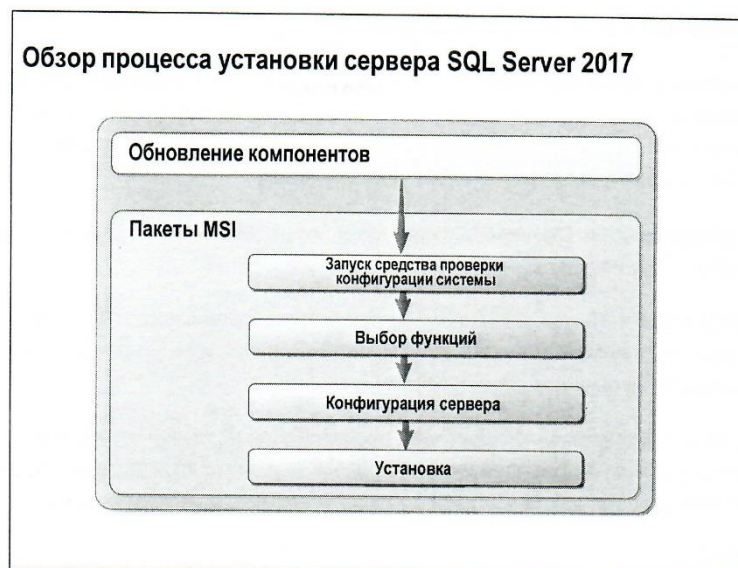 Обзор процесса установки сервера SQL Server 2017
Обновление компонентов
Пакеты MSI
Запуск средства проверки
конфигурации системы
Выбор функций
Конфигурация сервера
Установка